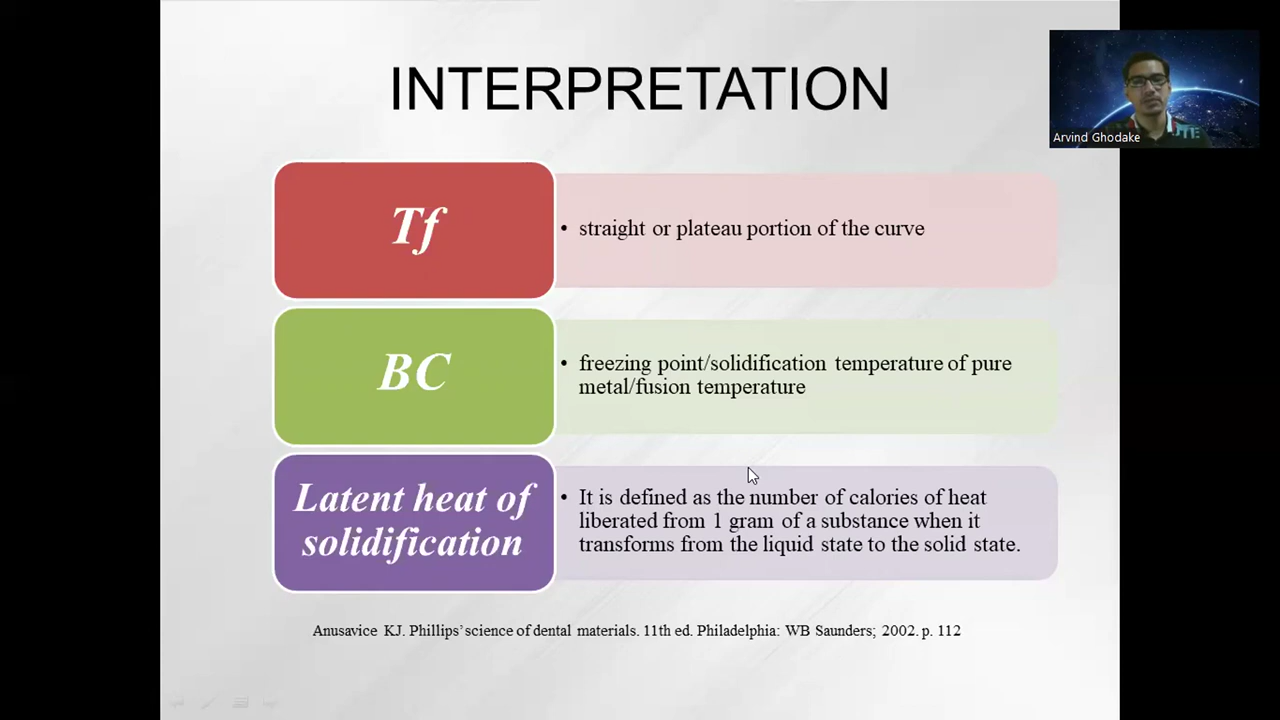 INTERPRETATION
Arvind Ghodake
Tf
• straight or plateau portion of the curve
BC
• freezing point/solidification temperature of pure
metal/fusion temperature
Latent heat of
solidification
• It is defined as the number of calories of heat
liberated from 1 gram of a substance when it
transforms from the liquid state to the solid state.
Anusavice KJ. Phillips’ science of dental materials. 11th ed. Philadelphia: WB Saunders; 2002. p. 112